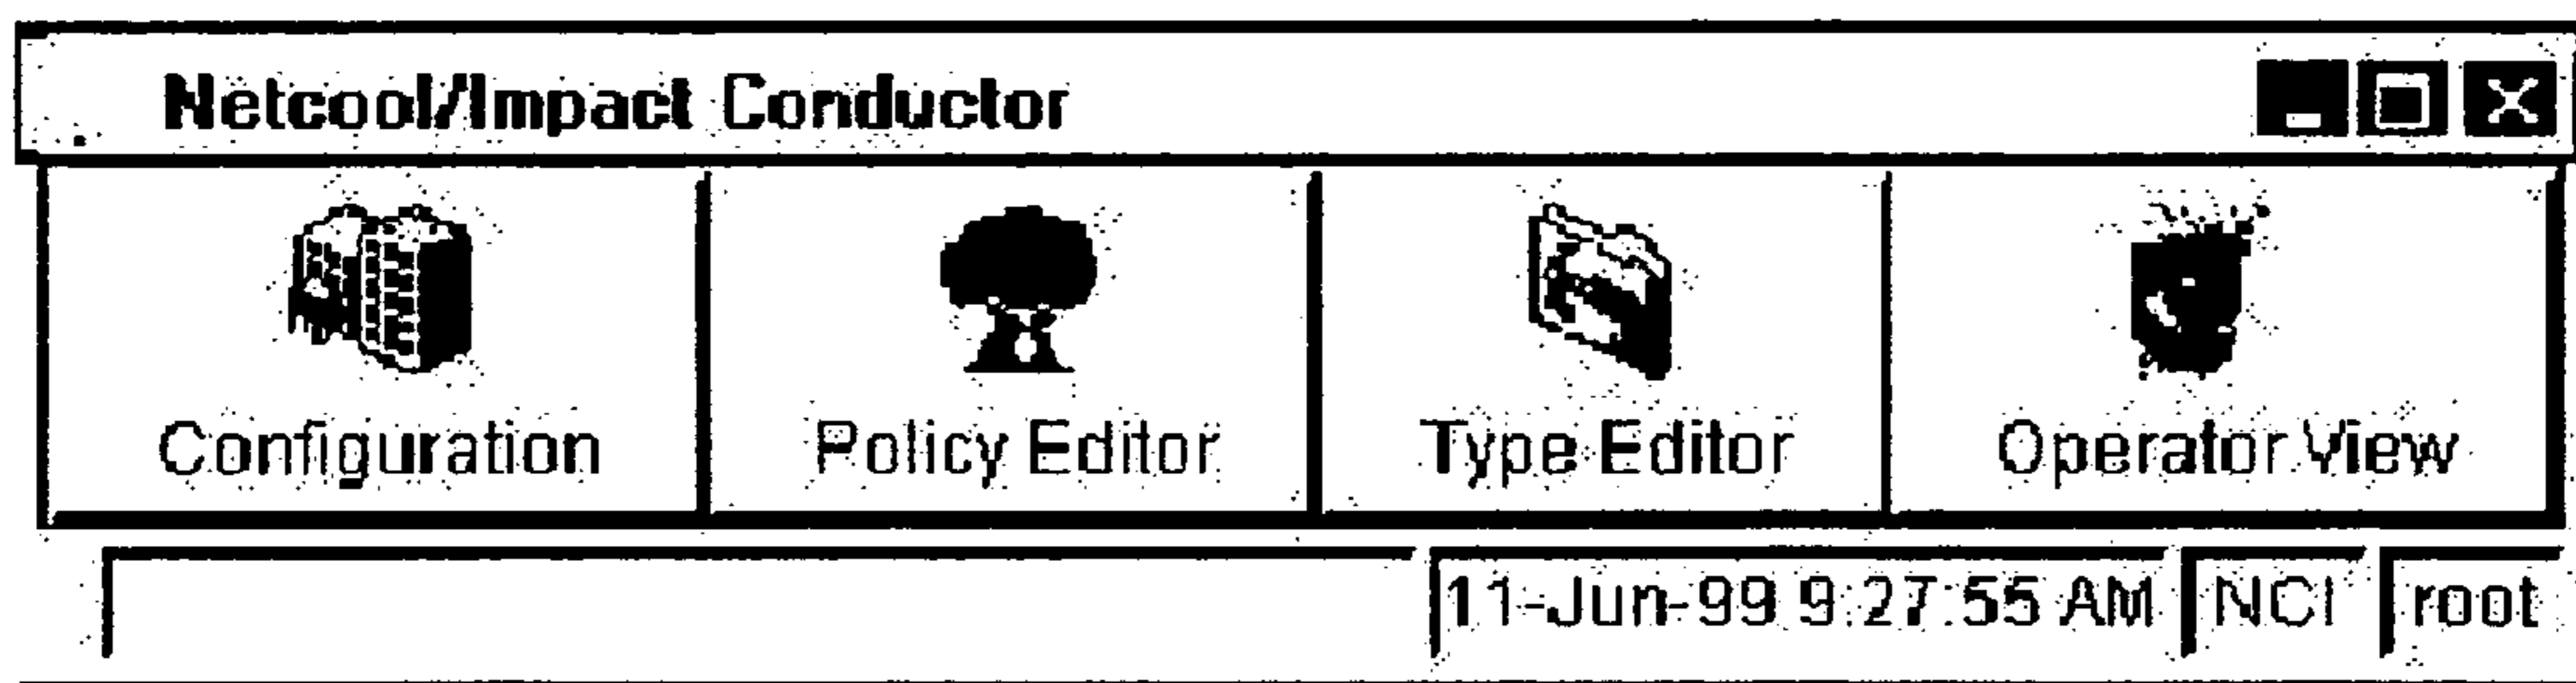 Netcool/Impact Conductor
Configuration Policy Editor Type Editor Operator View
11-Jun-99 9:27:55 AM NCI root